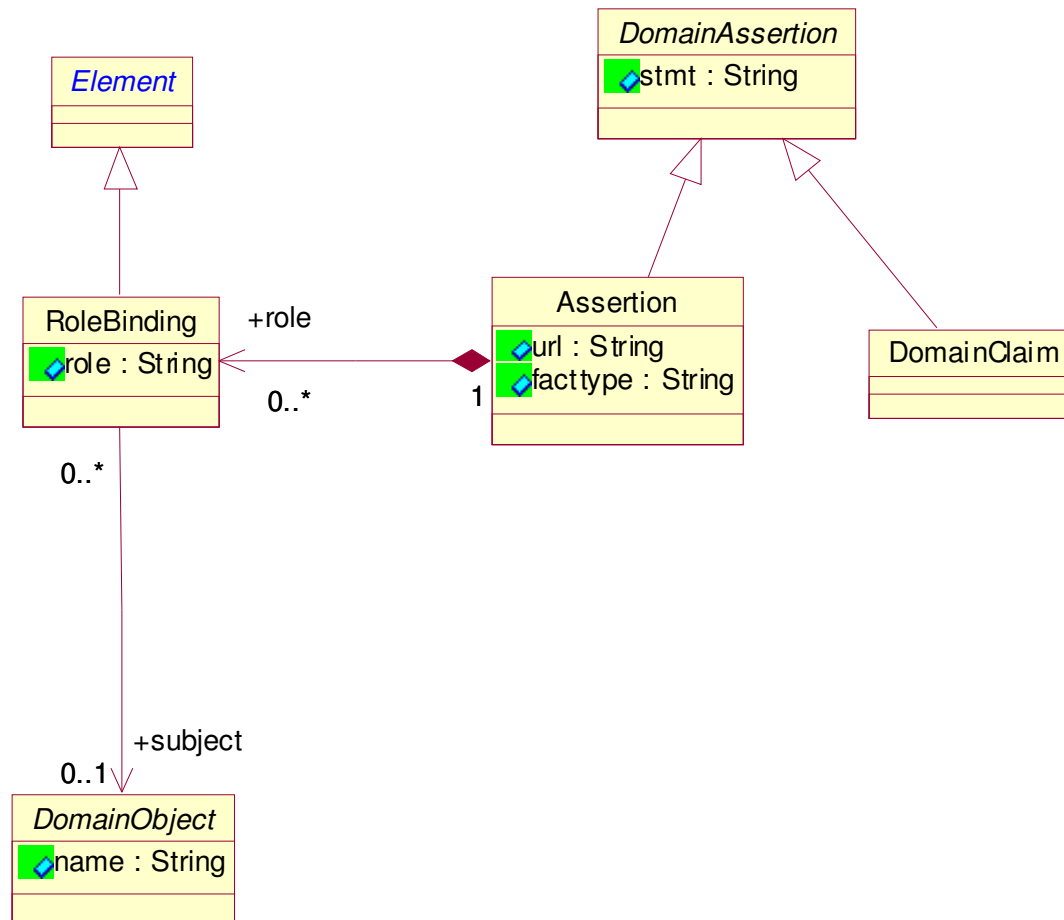 DomainAssertion
stmt : String
Element
RoleBinding
role : String
+role
0..*
1
Assertion
url : String
facttype : String
DomainClaim
0..*
+subject
0..1
DomainObject
name : String